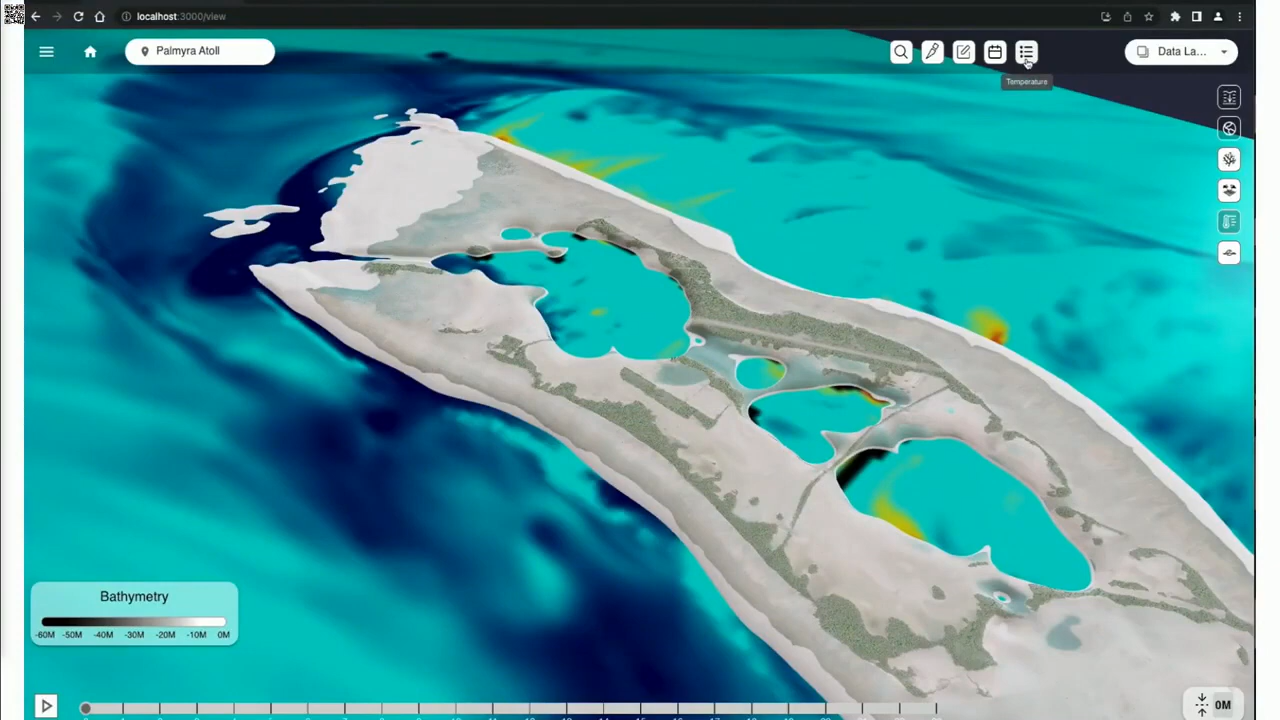 localhost:3000/view
Palmyra Atoll
Data La...
Temperature
Bathymetry
-60M -50M -40M -30M -20M -10M 0M
0M